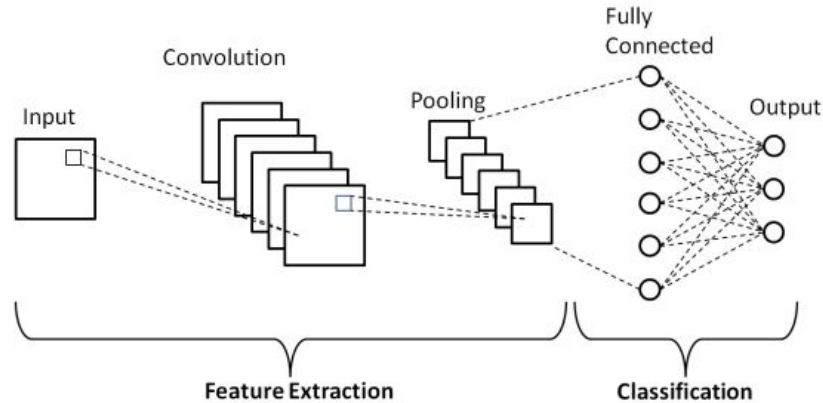 Input
Convolution
Pooling
Fully
Connected
Output
Feature Extraction
Classification